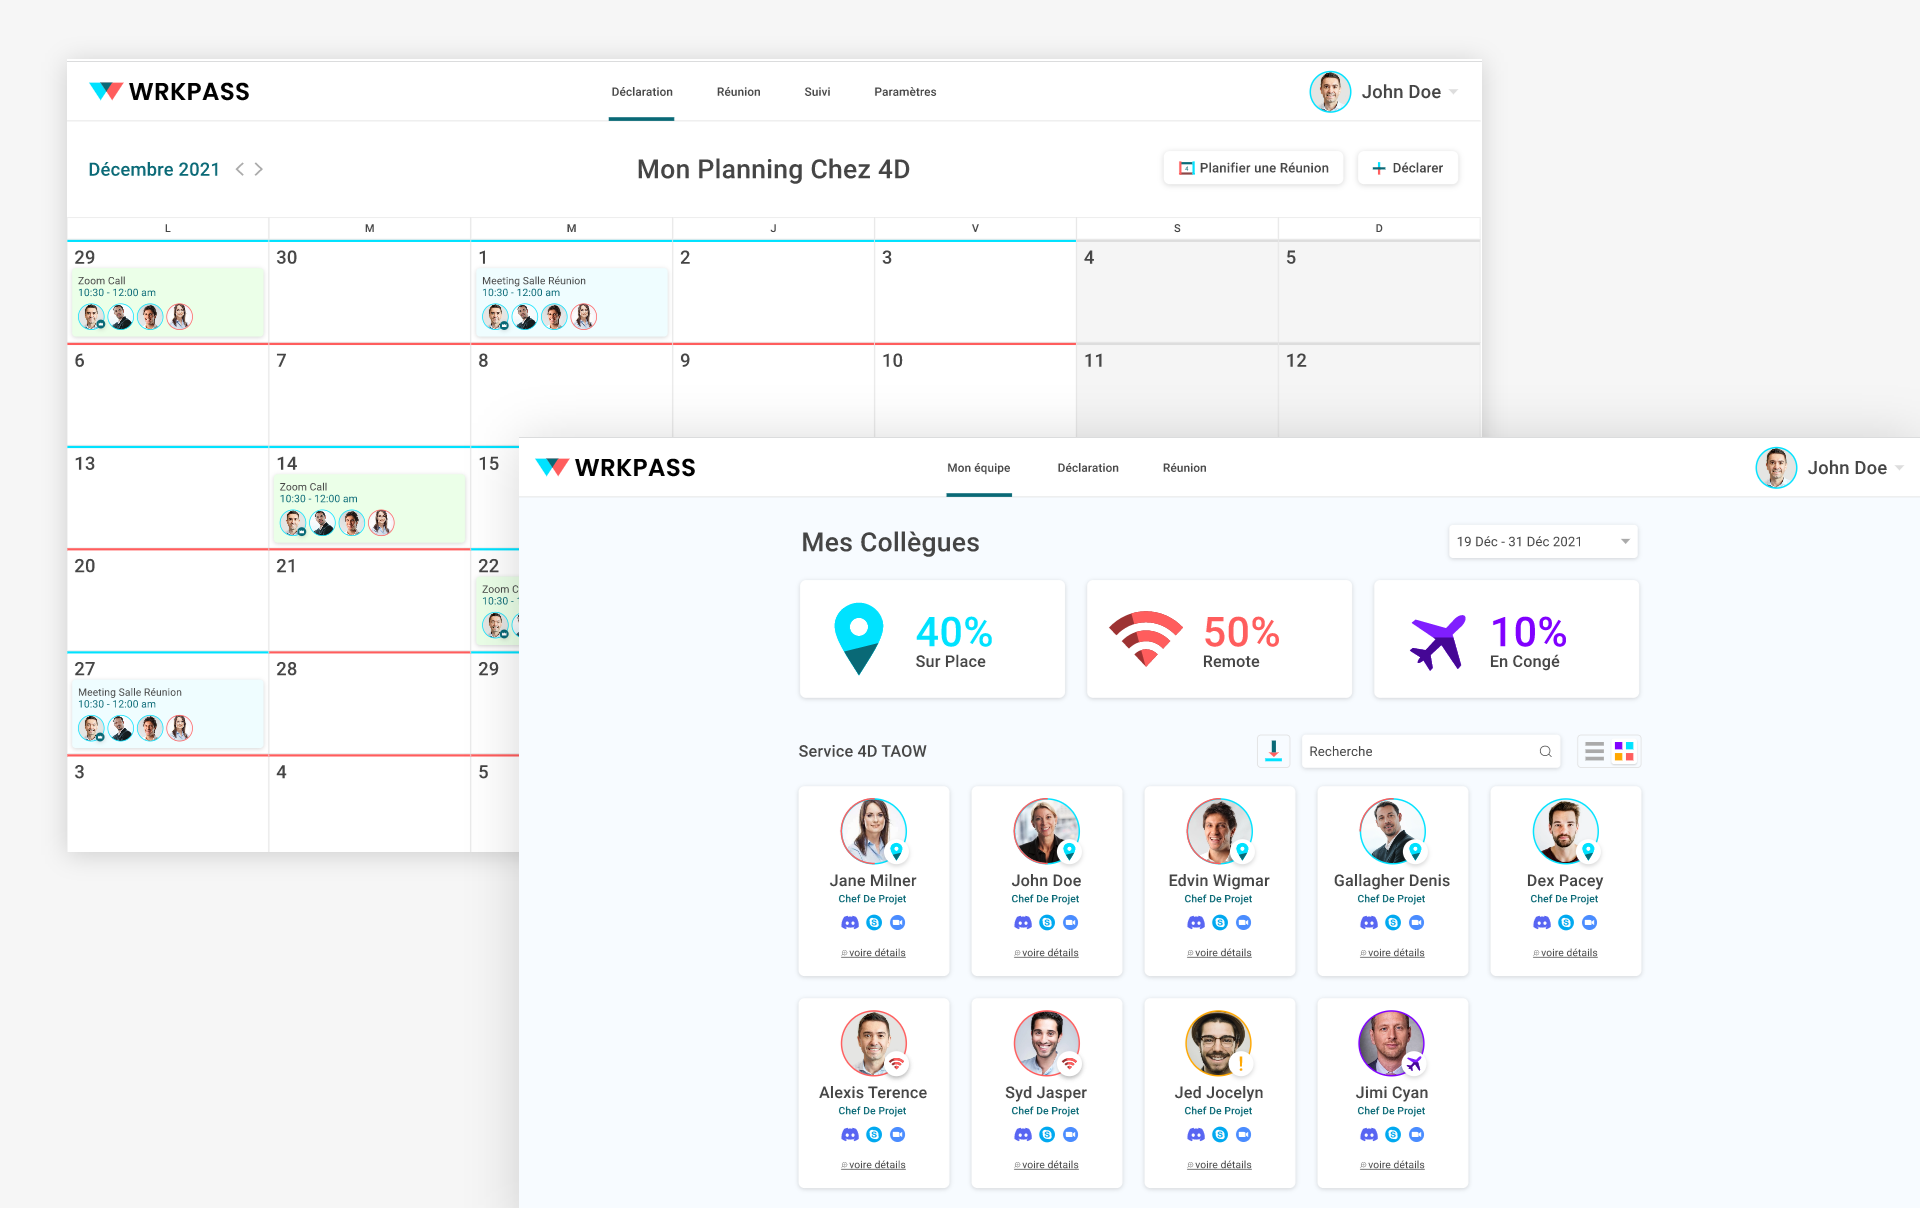 WRKPASS
Déclaration
Réunion
Suivi
Paramètres
John Doe
Décembre 2021
Mon Planning Chez 4D
Planifier une Réunion
Déclarer
L M M J V S D
29 30 1 2 3 4 5
Zoom Call
10:30 - 12:00 am
Meeting Salle Réunion
10:30 - 12:00 am
6 7 8 9 10 11 12
13 14 15
Zoom Call
10:30 - 12:00 am
20 21 22
Zoom C
10:30 -
27 28 29
Meeting Salle Réunion
10:30 - 12:00 am
3 4 5
WRKPASS
Mon équipe
Déclaration
Réunion
John Doe
Mes Collègues
19 Déc - 31 Déc 2021
40%
Sur Place
50%
Remote
10%
En Congé
Service 4D TAOW
Recherche
Jane Milner
Chef De Projet
voire détails
John Doe
Chef De Projet
voire détails
Edvin Wigmar
Chef De Projet
voire détails
Gallagher Denis
Chef De Projet
voire détails
Dex Pacey
Chef De Projet
voire détails
Alexis Terence
Chef De Projet
voire détails
Syd Jasper
Chef De Projet
voire détails
Jed Jocelyn
Chef De Projet
voire détails
Jimi Cyan
Chef De Projet
voire détails